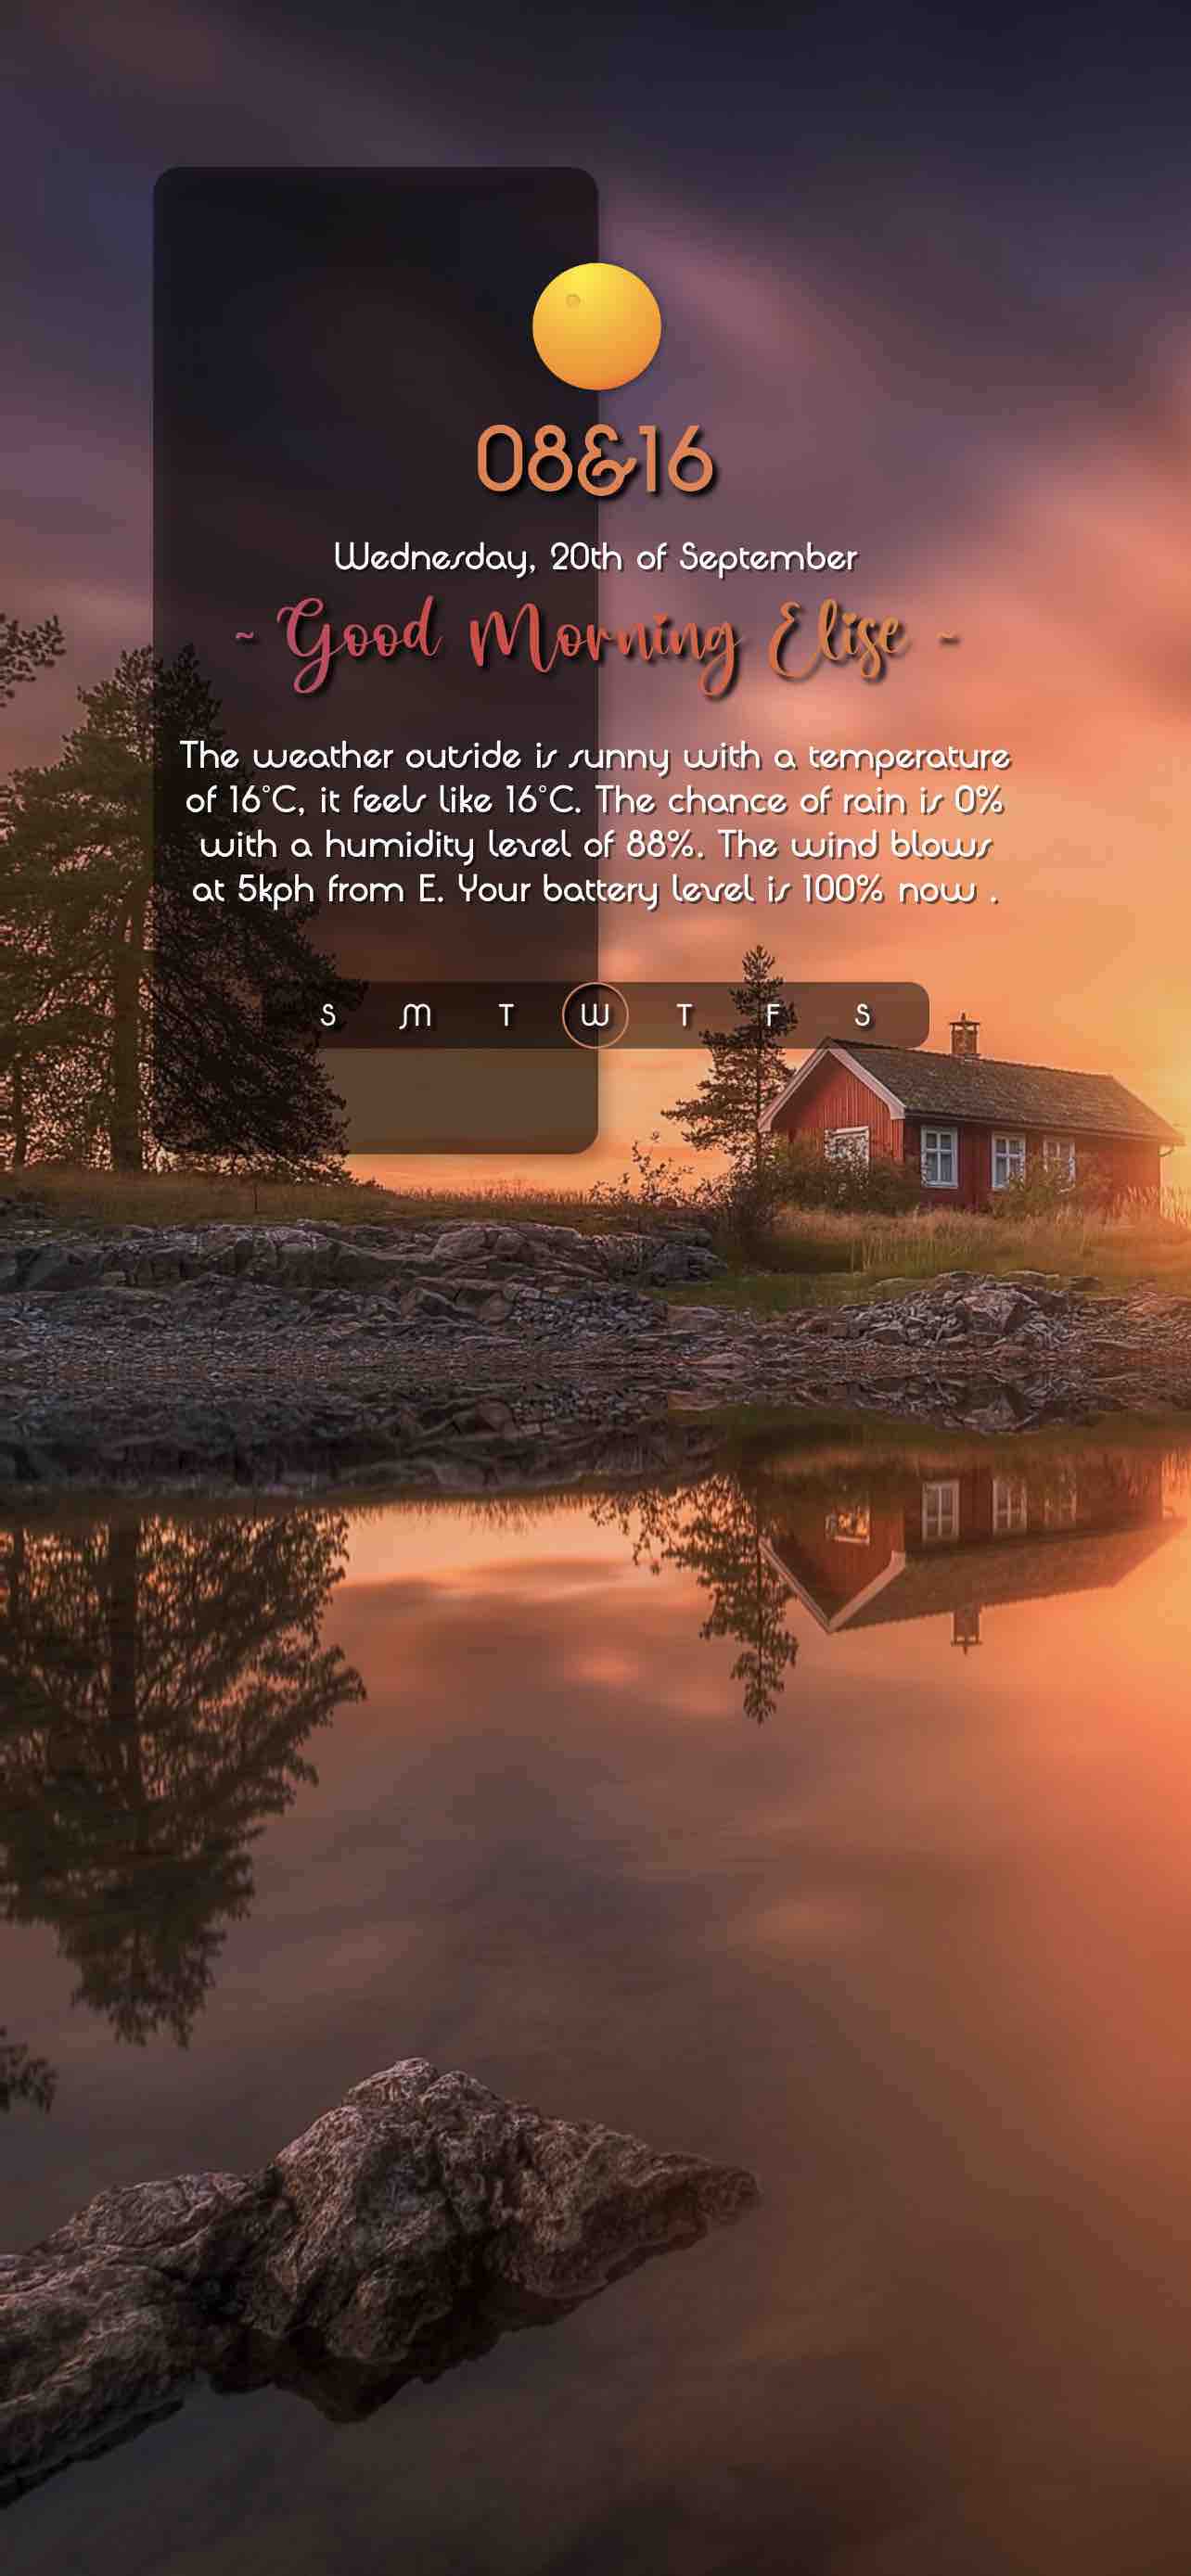 08&16
Wednesday, 20th of September
~ Good Morning Elise ~
The weather outside is sunny with a temperature
of 16°C, it feels like 16°C. The chance of rain is 0%
with a humidity level of 88%. The wind blows
at 5kph from E. Your battery level is 100% now .
S M T W T F S